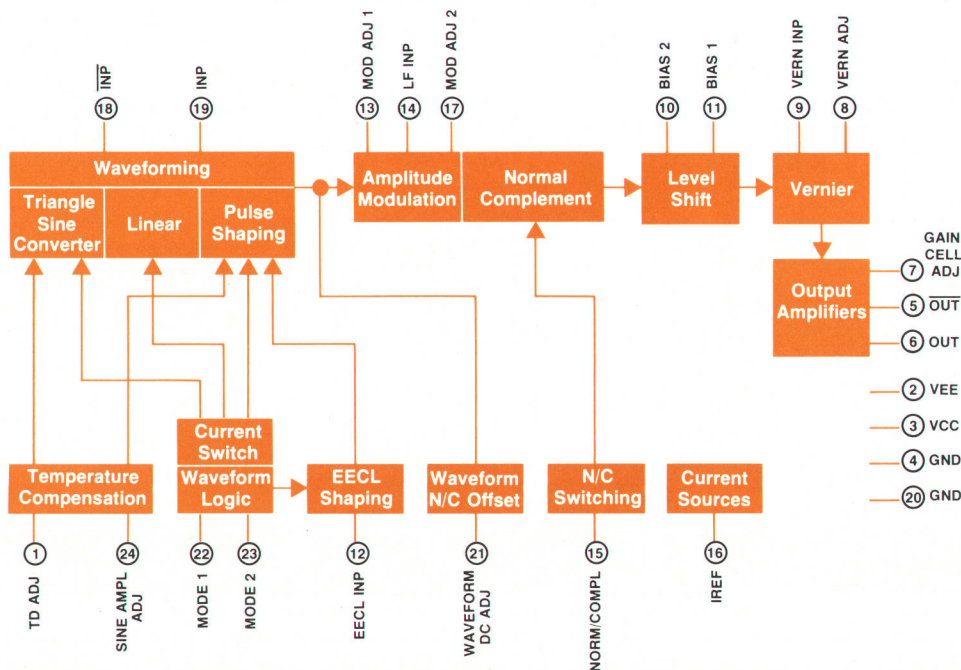 INP
18
INP
19
MOD ADJ 1
13
LF INP
14
MOD ADJ 2
17
BIAS 2
10
BIAS 1
11
VERN INP
9
VERN ADJ
8
Waveforming
Triangle
Sine
Converter
Linear
Pulse
Shaping
Amplitude
Modulation
Normal
Complement
Level
Shift
Vernier
Output
Amplifiers
GAIN
CELL
7 ADJ
5 OUT
6 OUT
2 VEE
3 VCC
4 GND
20 GND
Temperature
Compensation
Current
Switch
Waveform
Logic
EECL
Shaping
Waveform
N/C Offset
N/C
Switching
Current
Sources
1
TD ADJ
24
SINE AMPL
ADJ
22
MODE 1
23
MODE 2
12
EECL INP
21
WAVEFORM
DC ADJ
15
NORM/COMPL
16
IREF